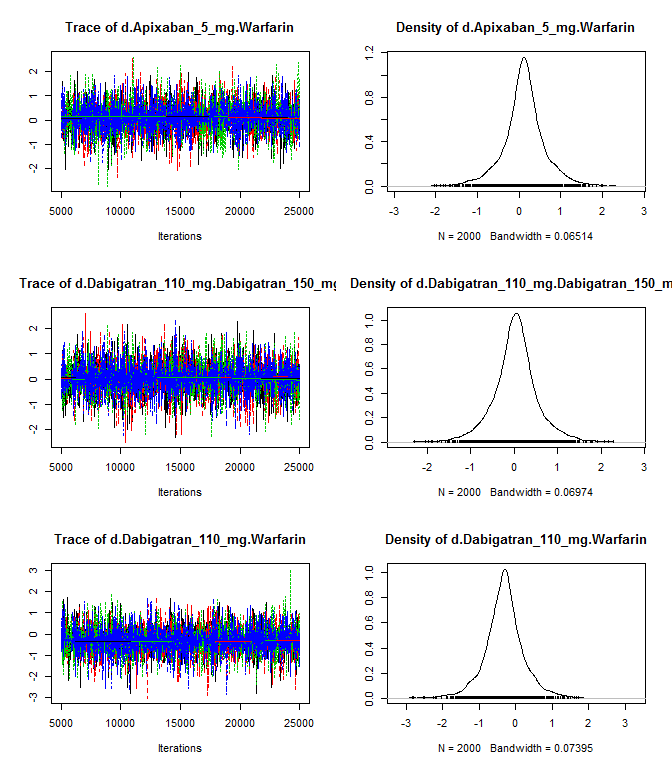 Trace of d.Apixaban_5_mg.Warfarin
2
1
0
-1
-2
5000 10000 15000 20000 25000
Iterations
Density of d.Apixaban_5_mg.Warfarin
1.2
0.8
0.4
0.0
-3 -2 -1 0 1 2 3
N = 2000 Bandwidth = 0.06514
Trace of d.Dabigatran_110_mg.Dabigatran_150_mg
2
1
0
-1
-2
5000 10000 15000 20000 25000
Iterations
Density of d.Dabigatran_110_mg.Dabigatran_150_m
1.0
0.8
0.6
0.4
0.2
0.0
-2 -1 0 1 2 3
N = 2000 Bandwidth = 0.06974
Trace of d.Dabigatran_110_mg.Warfarin
3
2
1
0
-1
-2
-3
5000 10000 15000 20000 25000
Iterations
Density of d.Dabigatran_110_mg.Warfarin
1.0
0.8
0.6
0.4
0.2
0.0
-3 -2 -1 0 1 2 3
N = 2000 Bandwidth = 0.07395